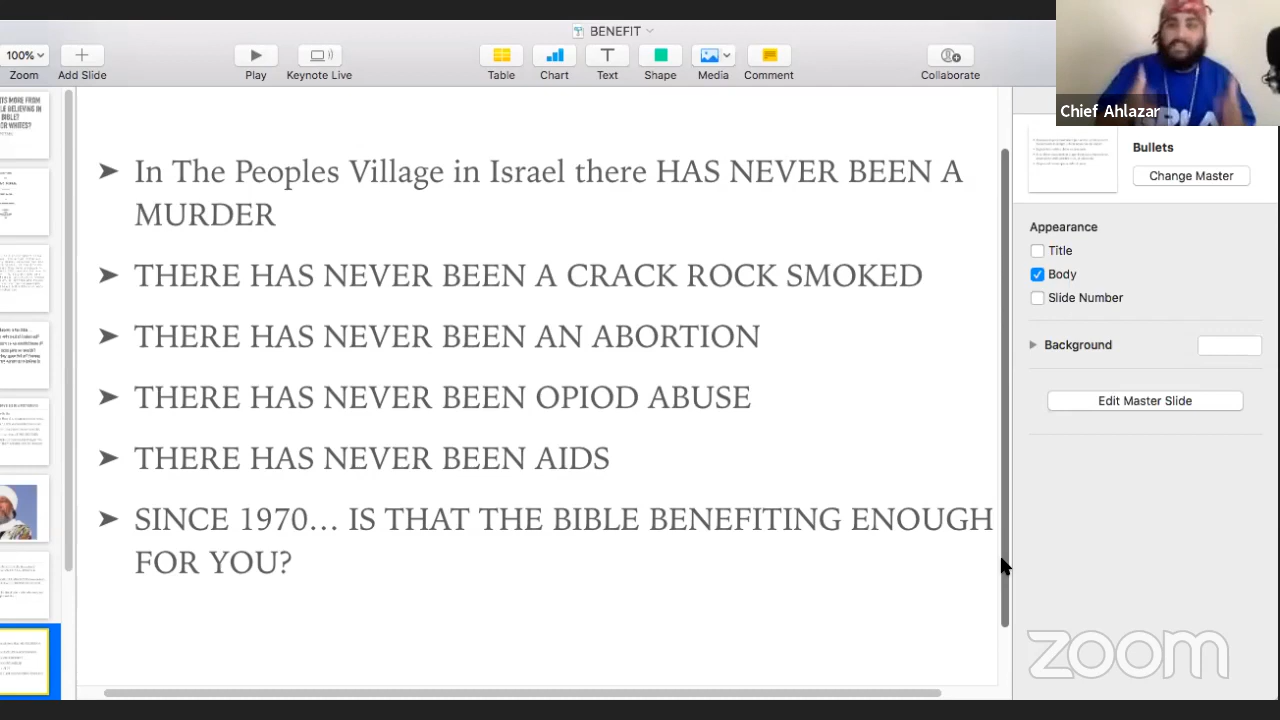 BENEFIT
100%
Zoom
Add Slide
Play
Keynote Live
Table
Chart
Text
Shape
Media
Comment
Collaborate
Chief Ahlazar
➤ In The Peoples Village in Israel there HAS NEVER BEEN A
MURDER
➤ THERE HAS NEVER BEEN A CRACK ROCK SMOKED
➤ THERE HAS NEVER BEEN AN ABORTION
➤ THERE HAS NEVER BEEN OPIOD ABUSE
➤ THERE HAS NEVER BEEN AIDS
➤ SINCE 1970… IS THAT THE BIBLE BENEFITING ENOUGH
FOR YOU?
Bullets
Change Master
Appearance
Title
Body
Slide Number
Background
Edit Master Slide
zoom